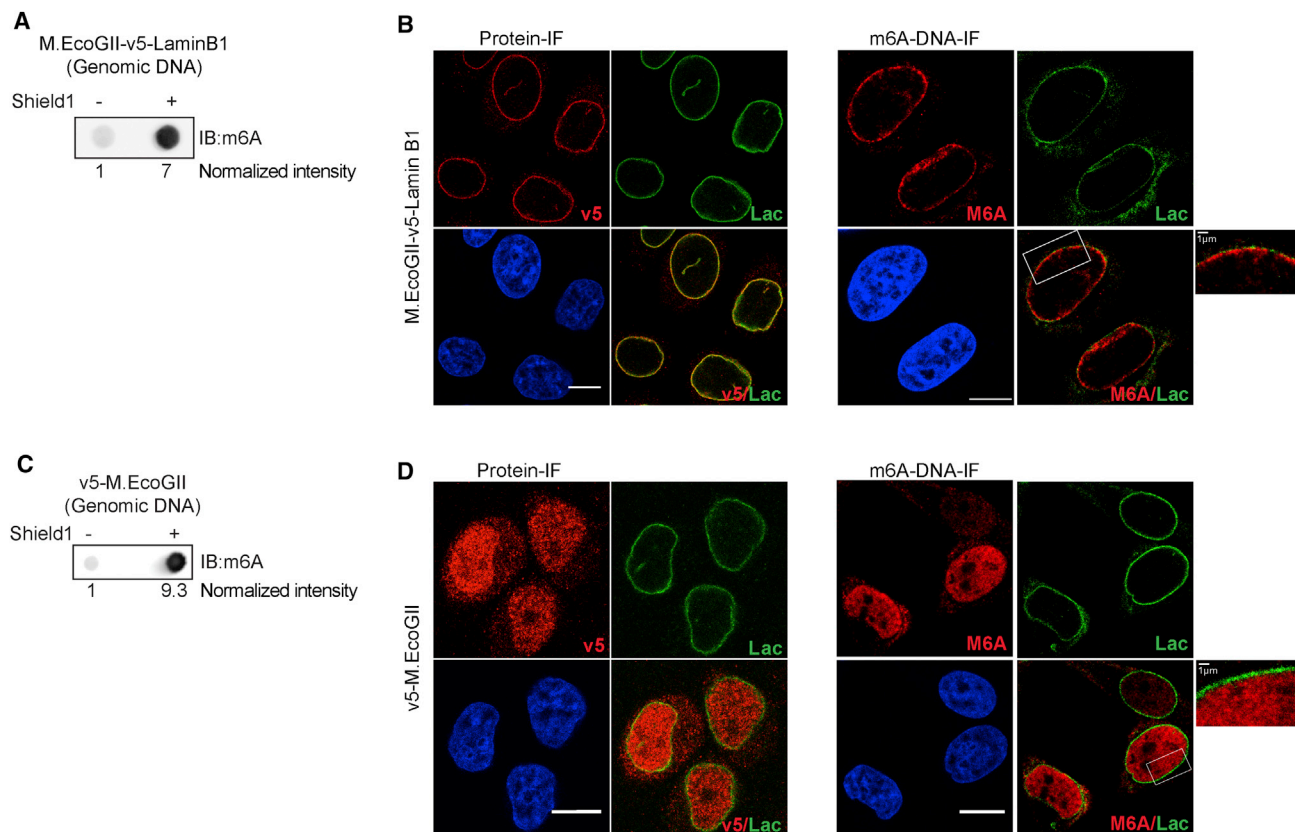 A
M.EcoGII-v5-LaminB1
(Genomic DNA)
Shield1 - +
IB:m6A
1 7 Normalized intensity
B
Protein-IF m6A-DNA-IF
M.EcoGII-v5-Lamin B1
v5 Lac M6A Lac
1µm
v5/Lac M6A/Lac
C
v5-M.EcoGII
(Genomic DNA)
Shield1 - +
IB:m6A
1 9.3 Normalized intensity
D
Protein-IF m6A-DNA-IF
v5-M.EcoGII
v5 Lac M6A Lac
1µm
v5/Lac M6A/Lac